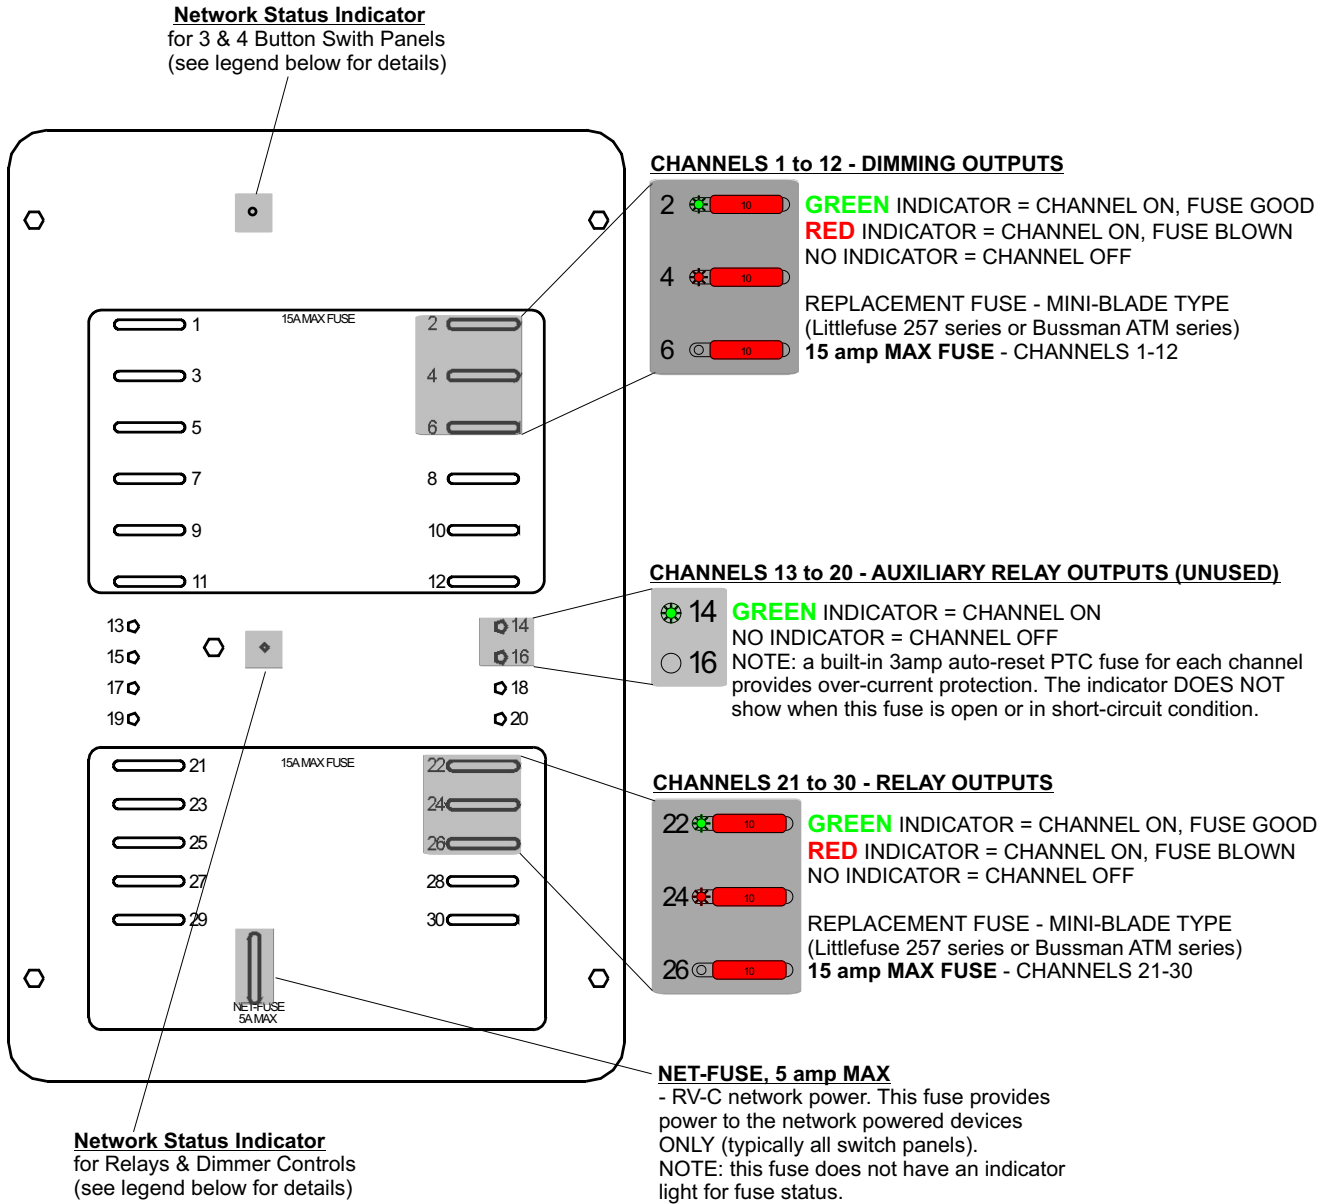 Network Status Indicator
for 3 & 4 Button Swith Panels
(see legend below for details)
15A MAX FUSE
1
2
3
4
5
6
7
8
9
10
11
12
CHANNELS 1 to 12 - DIMMING OUTPUTS
2 10
4 10
6 10
GREEN INDICATOR = CHANNEL ON, FUSE GOOD
RED INDICATOR = CHANNEL ON, FUSE BLOWN
NO INDICATOR = CHANNEL OFF
REPLACEMENT FUSE - MINI-BLADE TYPE
(Littlefuse 257 series or Bussman ATM series)
15 amp MAX FUSE - CHANNELS 1-12
13
14
15
16
17
18
19
20
CHANNELS 13 to 20 - AUXILIARY RELAY OUTPUTS (UNUSED)
14
16
GREEN INDICATOR = CHANNEL ON
NO INDICATOR = CHANNEL OFF
NOTE: a built-in 3amp auto-reset PTC fuse for each channel
provides over-current protection. The indicator DOES NOT
show when this fuse is open or in short-circuit condition.
15A MAX FUSE
21
22
23
24
25
26
27
28
29
30
NET-FUSE
5A MAX
CHANNELS 21 to 30 - RELAY OUTPUTS
22 10
24 10
26 10
GREEN INDICATOR = CHANNEL ON, FUSE GOOD
RED INDICATOR = CHANNEL ON, FUSE BLOWN
NO INDICATOR = CHANNEL OFF
REPLACEMENT FUSE - MINI-BLADE TYPE
(Littlefuse 257 series or Bussman ATM series)
15 amp MAX FUSE - CHANNELS 21-30
NET-FUSE, 5 amp MAX
- RV-C network power. This fuse provides
power to the network powered devices
ONLY (typically all switch panels).
NOTE: this fuse does not have an indicator
light for fuse status.
Network Status Indicator
for Relays & Dimmer Controls
(see legend below for details)